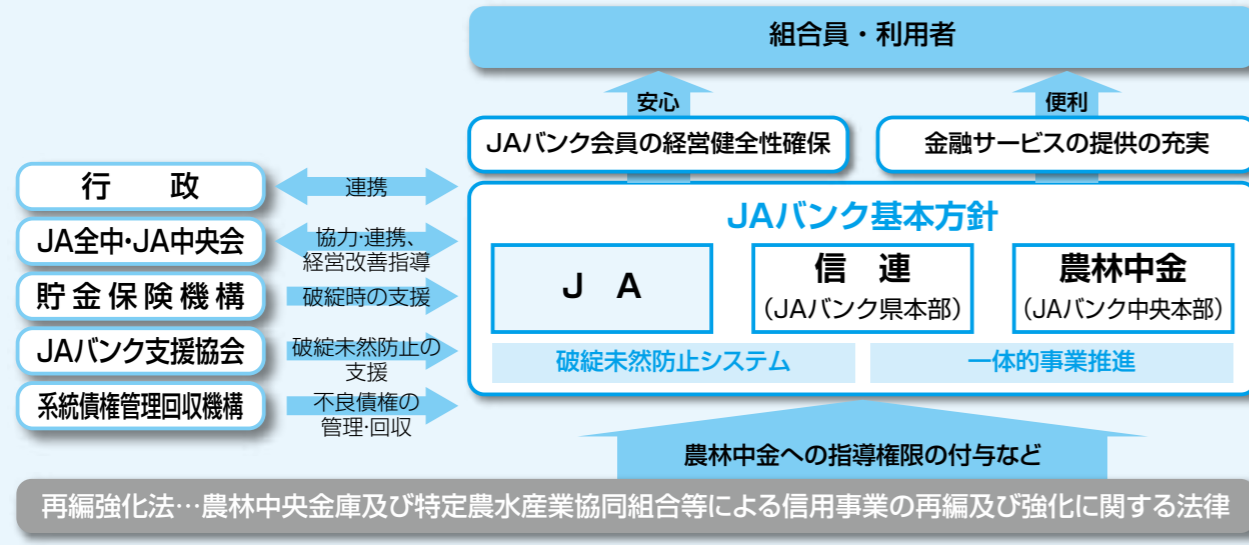 組合員・利用者
安心
便利
JAバンク会員の経営健全性確保
金融サービスの提供の充実
行　政
連携
JA全中・JA中央会
協力・連携、
経営改善指導
貯金保険機構
破綻時の支援
JAバンク支援協会
破綻未然防止の
支援
系統債権管理回収機構
不良債権の
管理・回収
JAバンク基本方針
J A
信 連
（JAバンク県本部）
農林中金
（JAバンク中央本部）
破綻未然防止システム
一体的事業推進
農林中金への指導権限の付与など
再編強化法…農林中央金庫及び特定農水産業協同組合等による信用事業の再編及び強化に関する法律